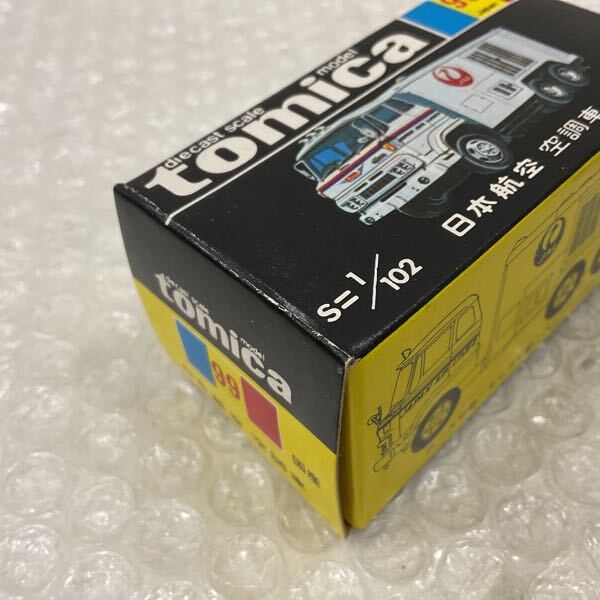 diecast scale model
tomica
日本航空 空調車
S=1/102
diecast scale model
tomica
99
国産